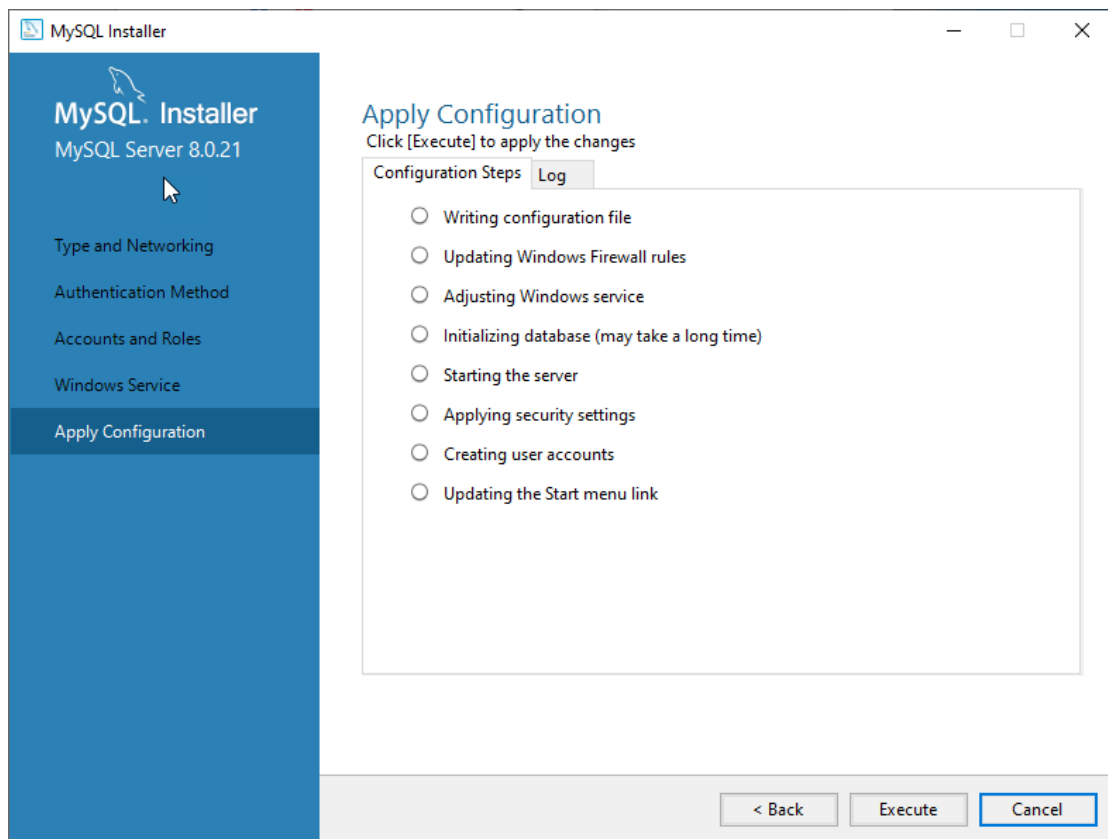 MySQL Installer
MySQL. Installer
MySQL Server 8.0.21
Type and Networking
Authentication Method
Accounts and Roles
Windows Service
Apply Configuration
Apply Configuration
Click [Execute] to apply the changes
Configuration Steps Log
Writing configuration file
Updating Windows Firewall rules
Adjusting Windows service
Initializing database (may take a long time)
Starting the server
Applying security settings
Creating user accounts
Updating the Start menu link
< Back Execute Cancel